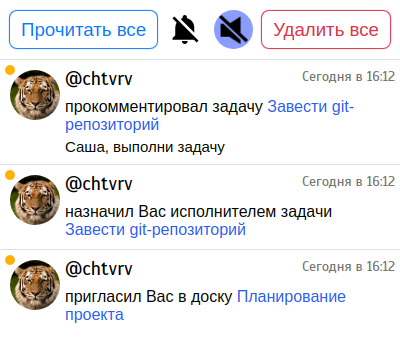 Прочитать все
Удалить все
@chtvrv
Сегодня в 16:12
прокомментировал задачу Завести git-
репозиторий
Саша, выполни задачу
@chtvrv
Сегодня в 16:12
назначил Вас исполнителем задачи
Завести git-репозиторий
@chtvrv
Сегодня в 16:12
пригласил Вас в доску Планирование
проекта